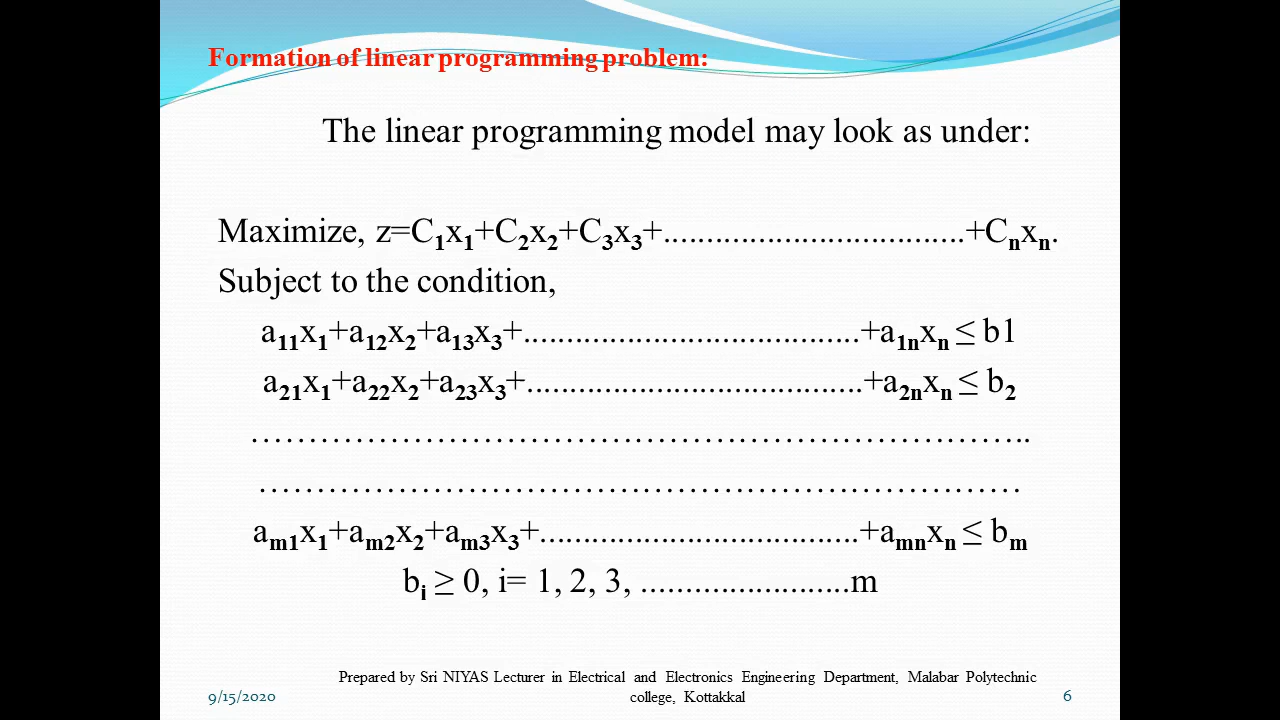 Formation of linear programming problem:
The linear programming model may look as under:
Maximize, z=C₁x₁+C₂x₂+C₃x₃+...................................+Cₙxₙ.
Subject to the condition,
a₁₁x₁+a₁₂x₂+a₁₃x₃+.......................................+a₁ₙxₙ ≤ b1
a₂₁x₁+a₂₂x₂+a₂₃x₃+.......................................+a₂ₙxₙ ≤ b₂
…………………………………………………………..
…………………………………………………………
aₘ₁x₁+aₘ₂x₂+aₘ₃x₃+.....................................+aₘₙxₙ ≤ bₘ
bᵢ ≥ 0, i= 1, 2, 3, .......................m
Prepared by Sri NIYAS Lecturer in Electrical and Electronics Engineering Department, Malabar Polytechnic
college, Kottakkal
9/15/2020
6